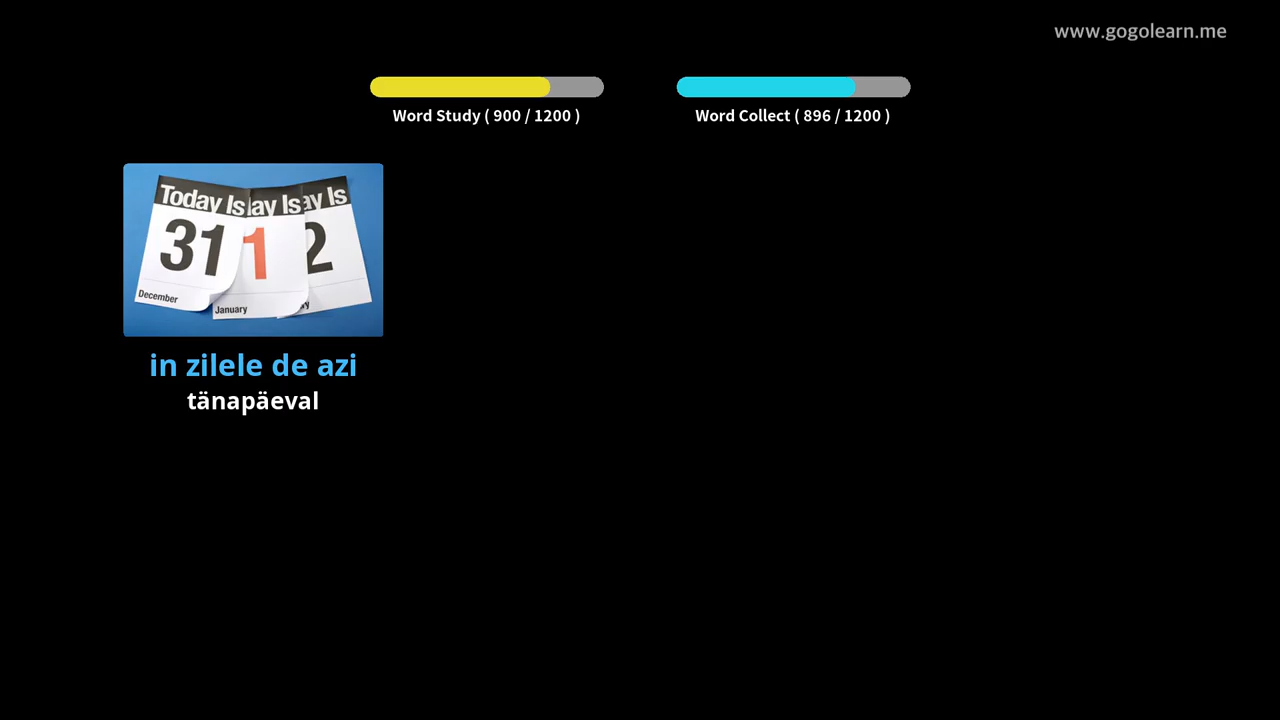 www.gogolearn.me
Word Study ( 900 / 1200 )
Word Collect ( 896 / 1200 )
Today Is
ay Is
ay Is
31
1
2
December
January
ry
in zilele de azi
tänapäeval